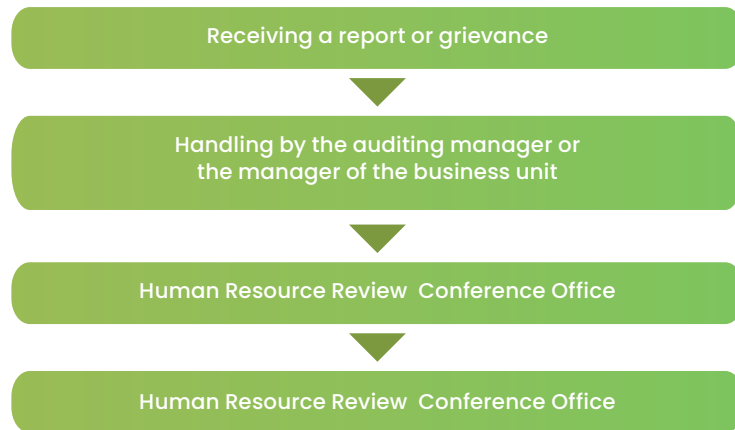 Receiving a report or grievance
Handling by the auditing manager or
the manager of the business unit
Human Resource Review  Conference Office
Human Resource Review  Conference Office